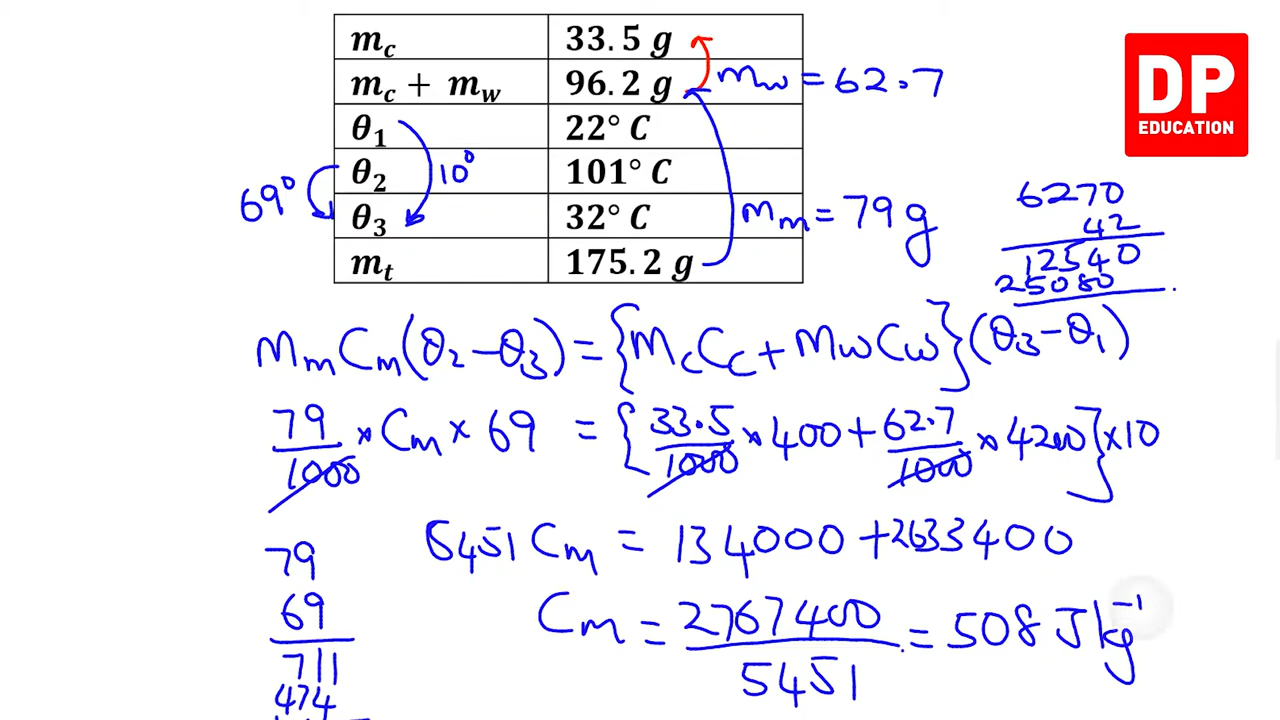 m_c 33.5 g
m_c + m_w 96.2 g m_w = 62.7
θ_1 22° C
θ_2 101° C
θ_3 32° C
m_t 175.2 g
69° 10°
m_m = 79 g
DP
EDUCATION
6270
42
12540
25080
M_m C_m (θ_2 − θ_3) = {M_c C_c + M_w C_w} (θ_3 − θ_1)
79/1000 × C_m × 69 = {33.5/1000 × 400 + 62.7/1000 × 4200} × 10
5451 C_m = 134000 + 2633400
C_m = 2767400/5451 = 508 J kg⁻¹
79
69
711
474